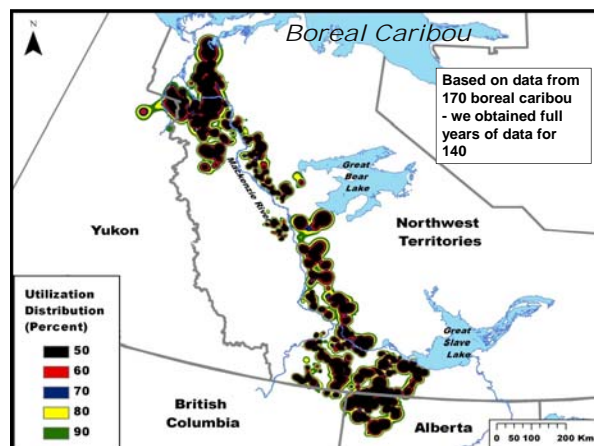 N
Boreal Caribou
Based on data from
170 boreal caribou
- we obtained full
years of data for
140
Great
Bear
Lake
Mackenzie River
Yukon
Northwest
Territories
Utilization
Distribution
(Percent)
50
60
70
80
90
Great
Slave
Lake
British
Columbia
Alberta
0 50 100 200 Km